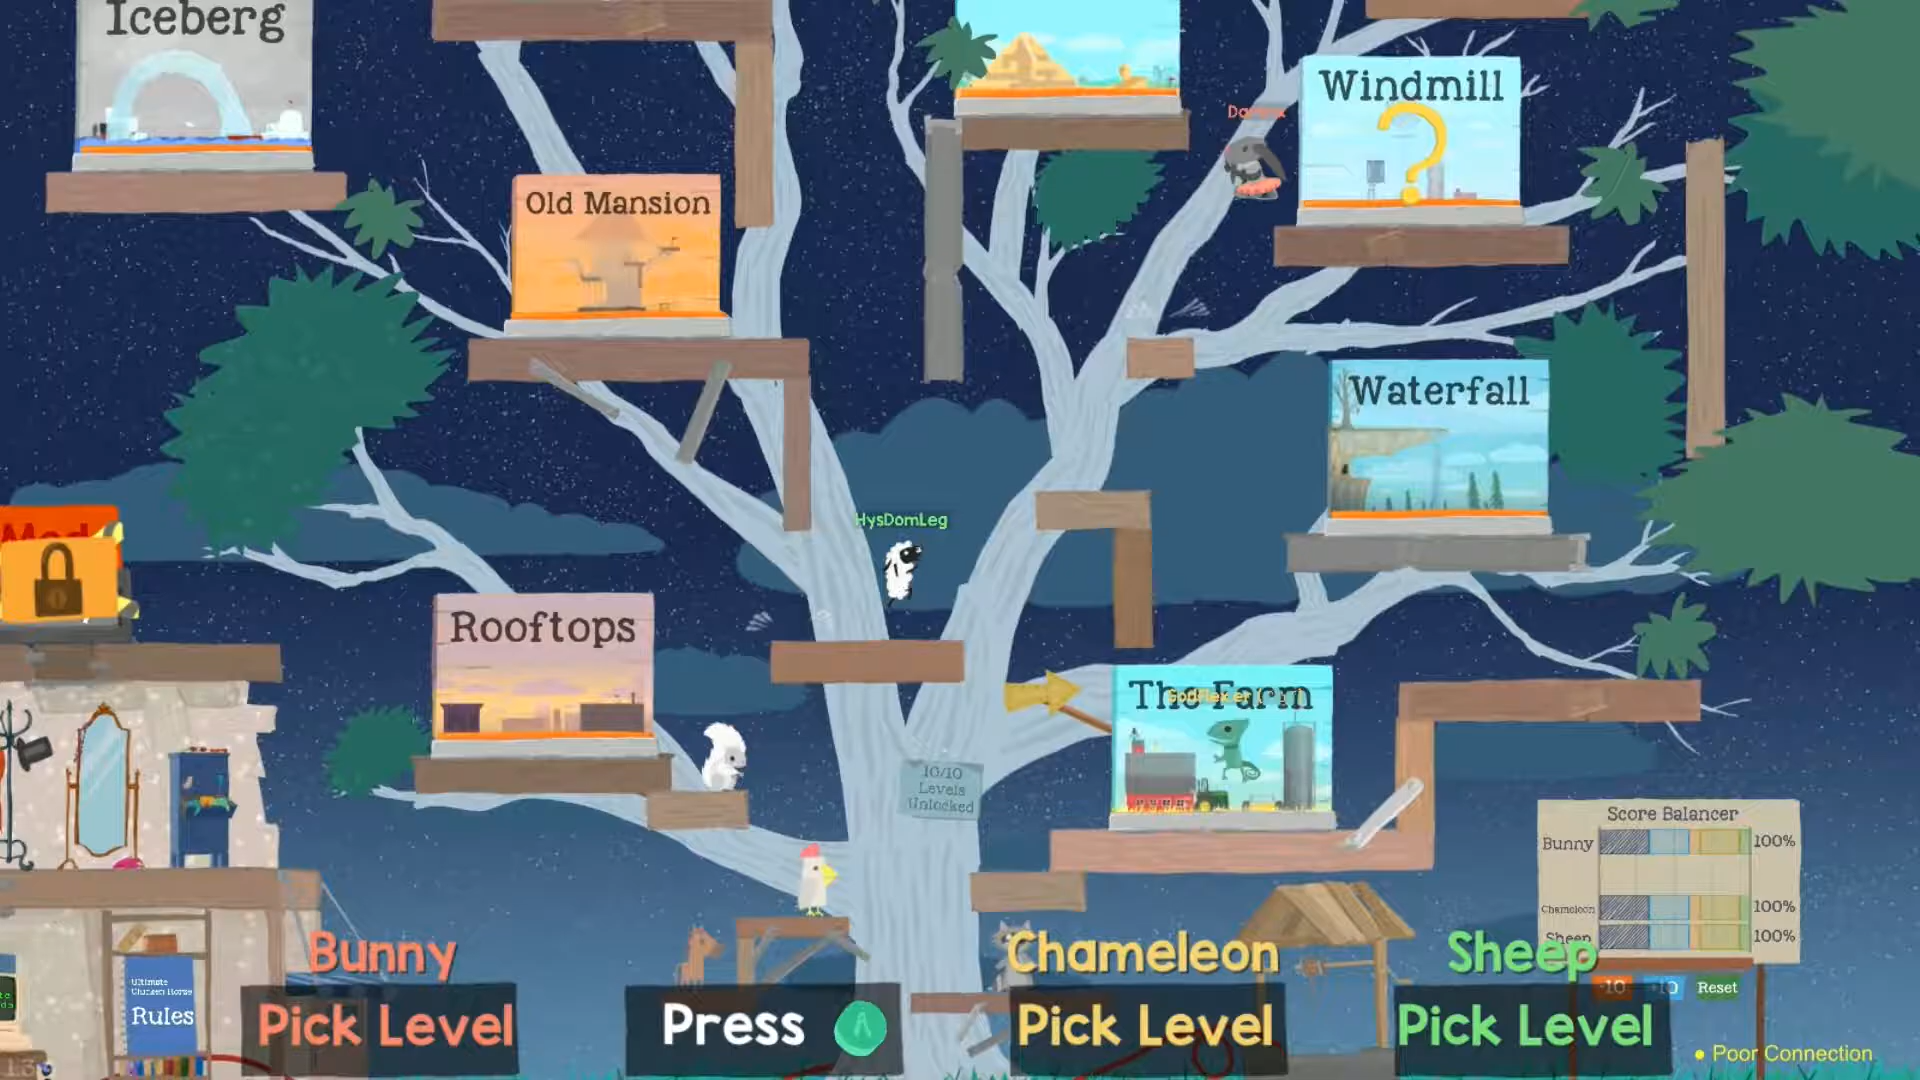 Iceberg
Windmill
?
Old Mansion
Waterfall
HysDomLeg
Rooftops
The Farm
10/10
Levels
Unlocked
Score Balancer
Bunny
100%
Chameleon
100%
Sheep
100%
-10
+10
Reset
Ultimate
Chicken Horse
Rules
Bunny
Pick Level
Press A
Chameleon
Pick Level
Sheep
Pick Level
Poor Connection